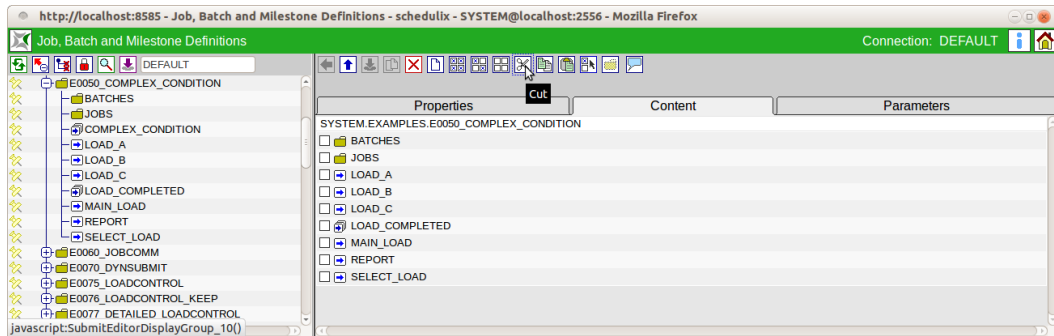 http://localhost:8585 - Job, Batch and Milestone Definitions - schedulix - SYSTEM@localhost:2556 - Mozilla Firefox
Job, Batch and Milestone Definitions
Connection: DEFAULT
DEFAULT
Cut
E0050_COMPLEX_CONDITION
BATCHES
JOBS
COMPLEX_CONDITION
LOAD_A
LOAD_B
LOAD_C
LOAD_COMPLETED
MAIN_LOAD
REPORT
SELECT_LOAD
E0060_JOBCOMM
E0070_DYNSUBMIT
E0075_LOADCONTROL
E0076_LOADCONTROL_KEEP
E0077_DETAILED_LOADCONTROL
javascript:SubmitEditorDisplayGroup_10()
Properties Content Parameters
SYSTEM.EXAMPLES.E0050_COMPLEX_CONDITION
BATCHES
JOBS
LOAD_A
LOAD_B
LOAD_C
LOAD_COMPLETED
MAIN_LOAD
REPORT
SELECT_LOAD